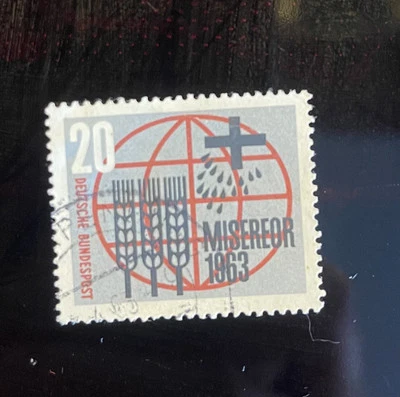 20
DEUTSCHE BUNDESPOST
MISEREOR
1963